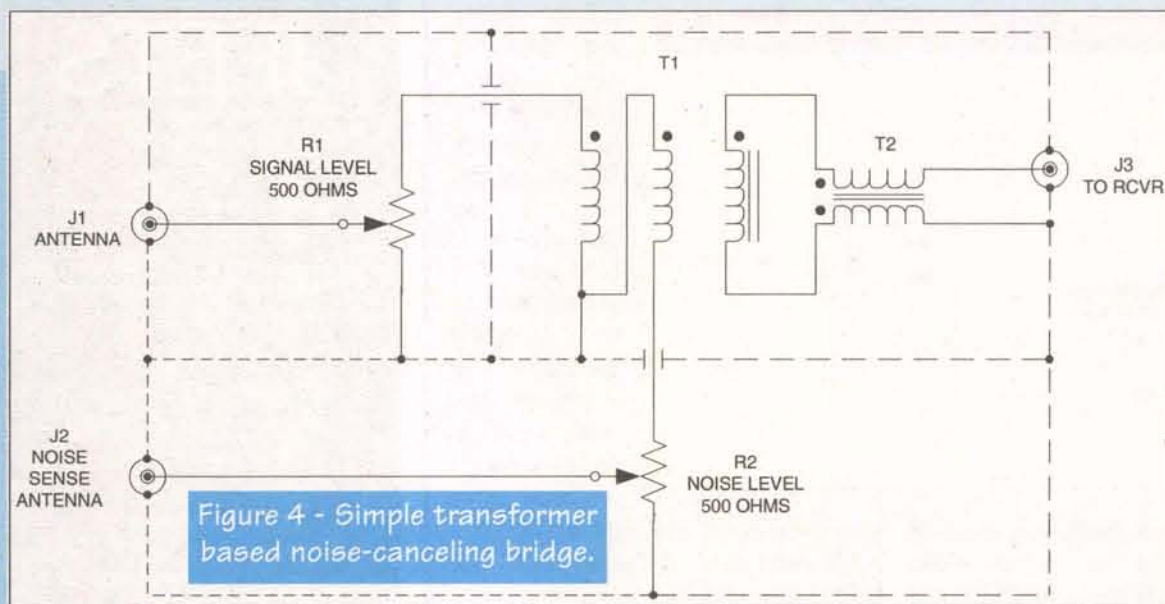 T1
R1
SIGNAL LEVEL
500 OHMS
T2
J3
TO RCVR
J1
ANTENNA
J2
NOISE
SENSE
ANTENNA
R2
NOISE LEVEL
500 OHMS
Figure 4 - Simple transformer
based noise-canceling bridge.